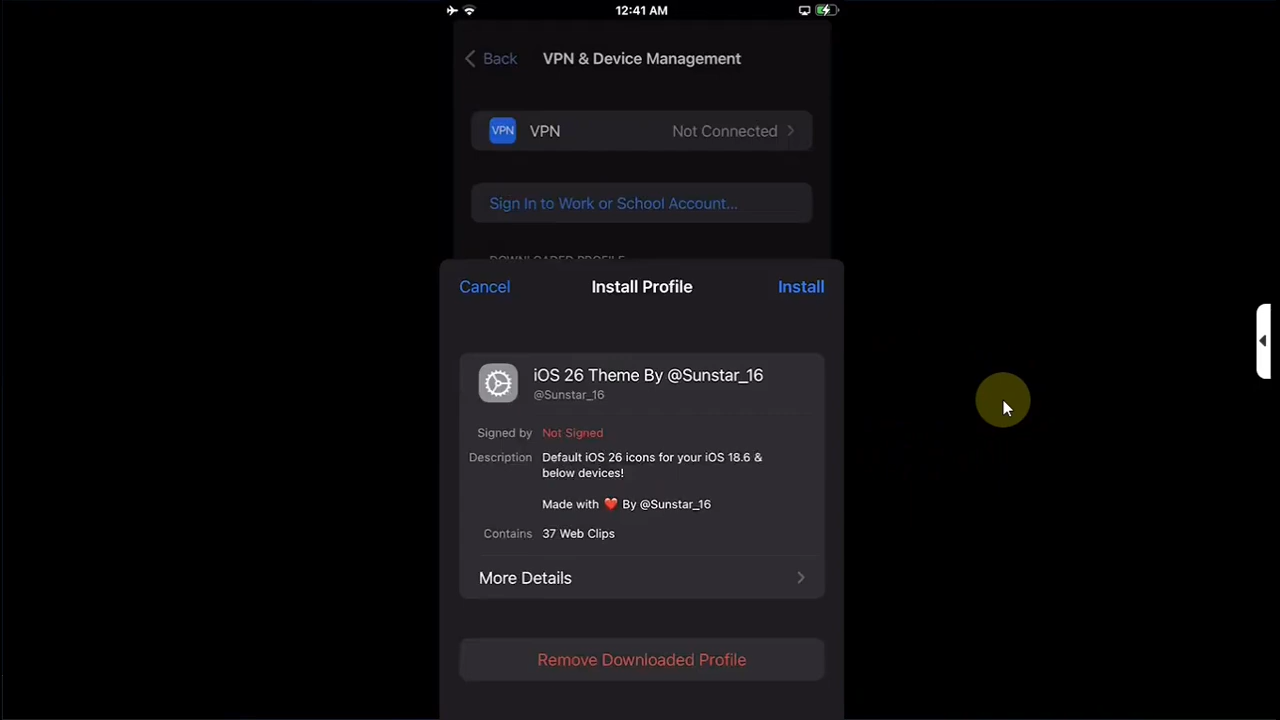 12:41 AM
Back
VPN & Device Management
VPN
VPN
Not Connected
Sign In to Work or School Account...
DOWNLOADED PROFILE
Cancel
Install Profile
Install
iOS 26 Theme By @Sunstar_16
@Sunstar_16
Signed by Not Signed
Description Default iOS 26 icons for your iOS 18.6 &
below devices!
Made with ❤️ By @Sunstar_16
Contains 37 Web Clips
More Details
Remove Downloaded Profile